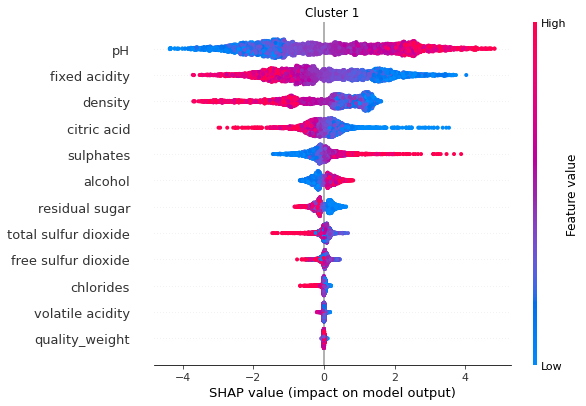 Cluster 1
High
pH
fixed acidity
density
citric acid
sulphates
alcohol
residual sugar
total sulfur dioxide
free sulfur dioxide
chlorides
volatile acidity
quality_weight
Feature value
Low
−4 −2 0 2 4
SHAP value (impact on model output)